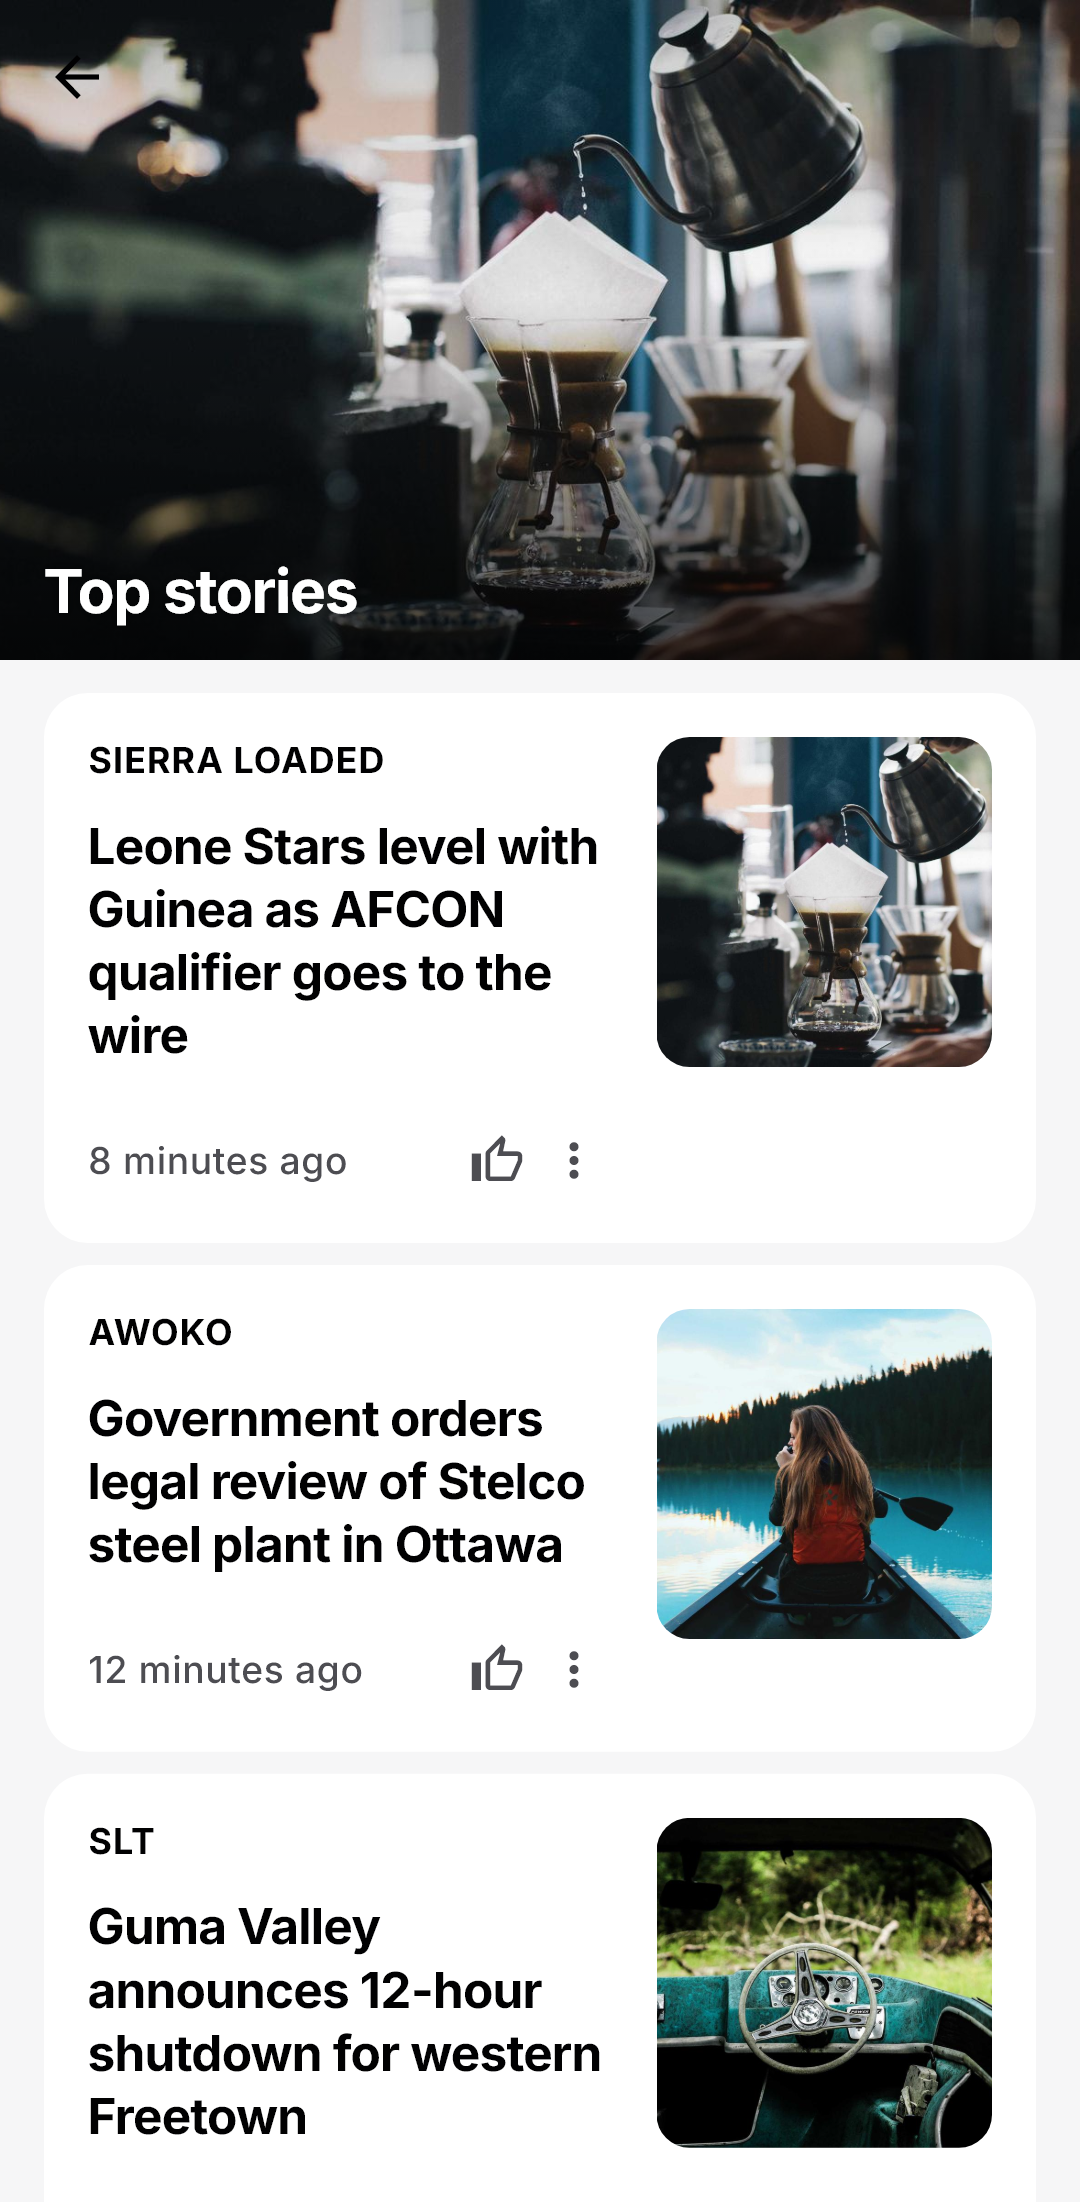 Top stories
SIERRA LOADED
Leone Stars level with
Guinea as AFCON
qualifier goes to the
wire
8 minutes ago
AWOKO
Government orders
legal review of Stelco
steel plant in Ottawa
12 minutes ago
SLT
Guma Valley
announces 12-hour
shutdown for western
Freetown